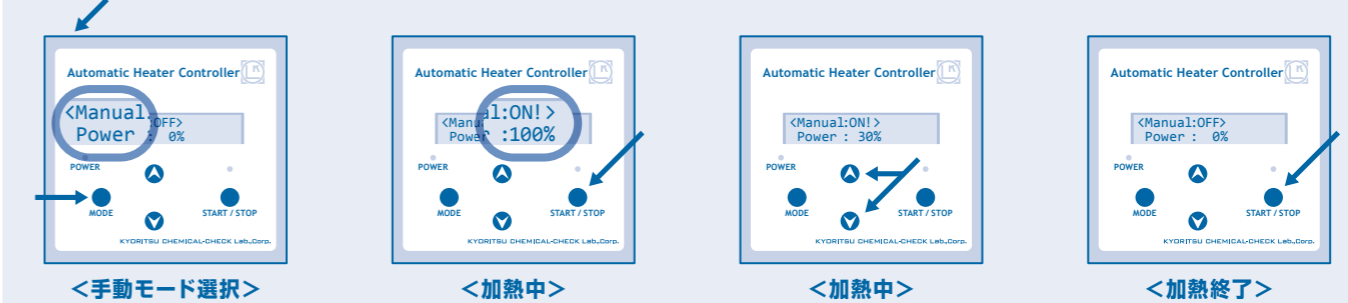 Automatic Heater Controller
<Manual:OFF>
Power : 0%
POWER
MODE
START / STOP
KYORITSU CHEMICAL-CHECK Lab.,Corp.
＜手動モード選択＞
Automatic Heater Controller
<Manual:ON!>
Power :100%
POWER
MODE
START / STOP
KYORITSU CHEMICAL-CHECK Lab.,Corp.
＜加熱中＞
Automatic Heater Controller
<Manual:ON!>
Power : 30%
POWER
MODE
START / STOP
KYORITSU CHEMICAL-CHECK Lab.,Corp.
＜加熱中＞
Automatic Heater Controller
<Manual:OFF>
Power : 0%
POWER
MODE
START / STOP
KYORITSU CHEMICAL-CHECK Lab.,Corp.
＜加熱終了＞